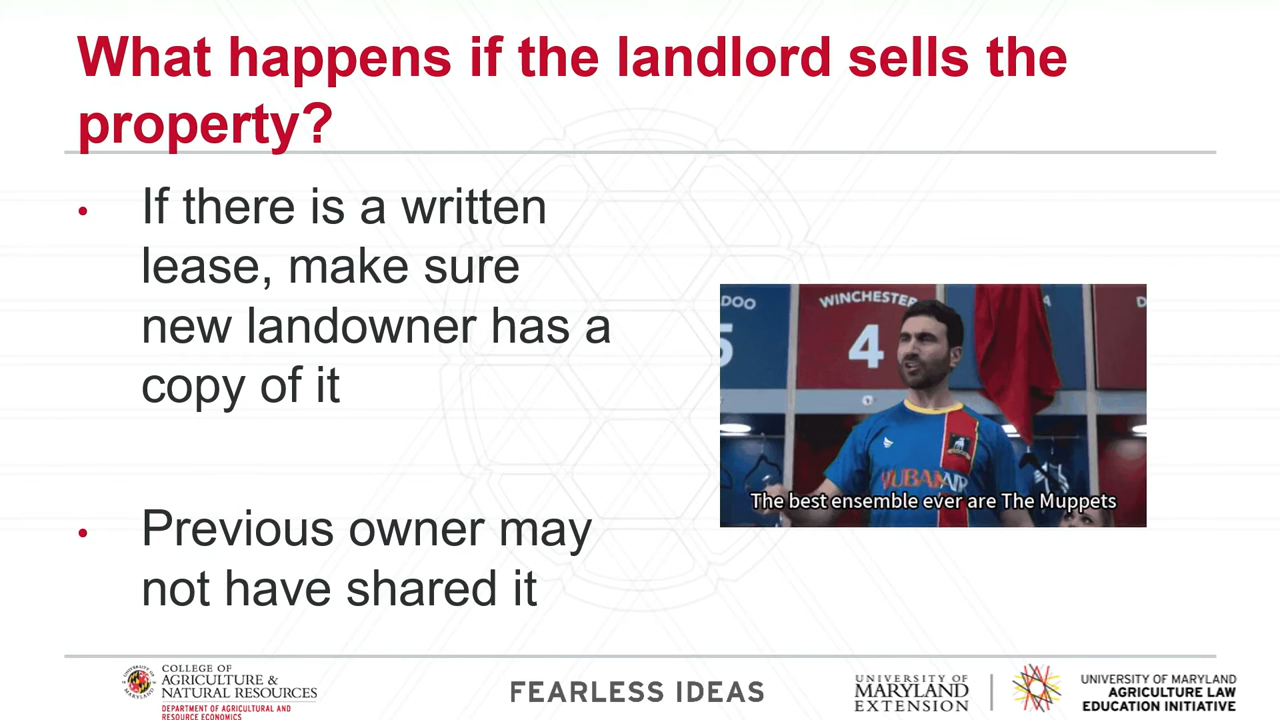 What happens if the landlord sells the
property?
• If there is a written
lease, make sure
new landowner has a
copy of it
• Previous owner may
not have shared it
DOO
5
WINCHESTER
4
A
D
The best ensemble ever are The Muppets
COLLEGE OF
AGRICULTURE &
NATURAL RESOURCES
DEPARTMENT OF AGRICULTURAL AND
RESOURCE ECONOMICS
FEARLESS IDEAS
UNIVERSITY OF
MARYLAND
EXTENSION
UNIVERSITY OF MARYLAND
AGRICULTURE LAW
EDUCATION INITIATIVE